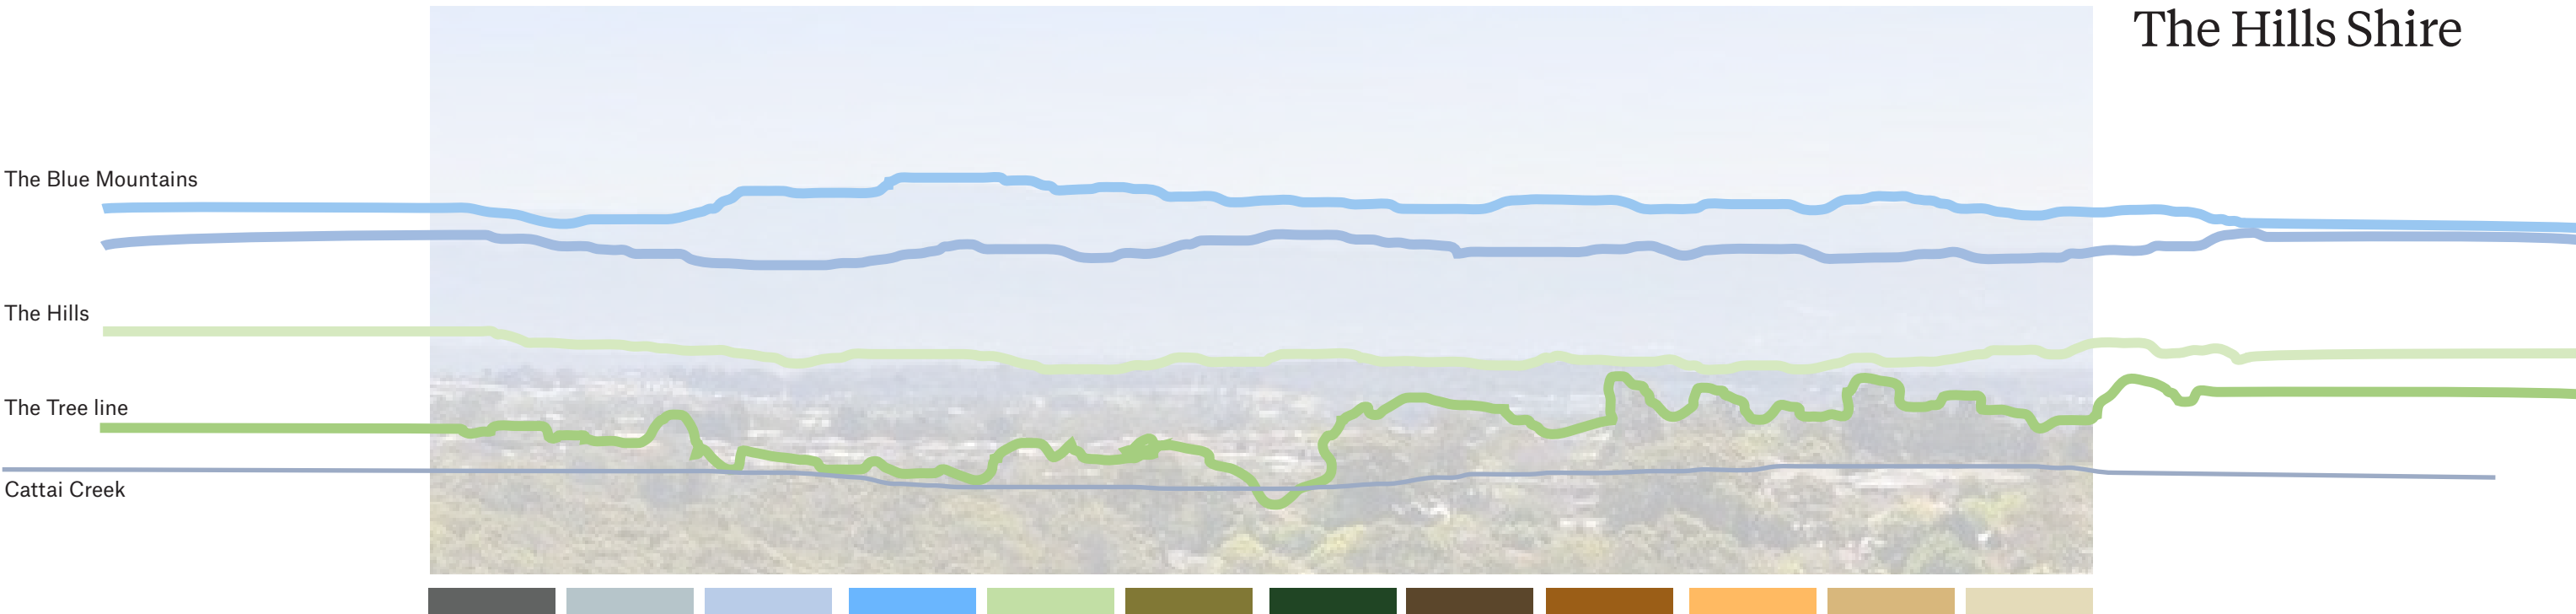 The Hills Shire
The Blue Mountains
The Hills
The Tree line
Cattai Creek